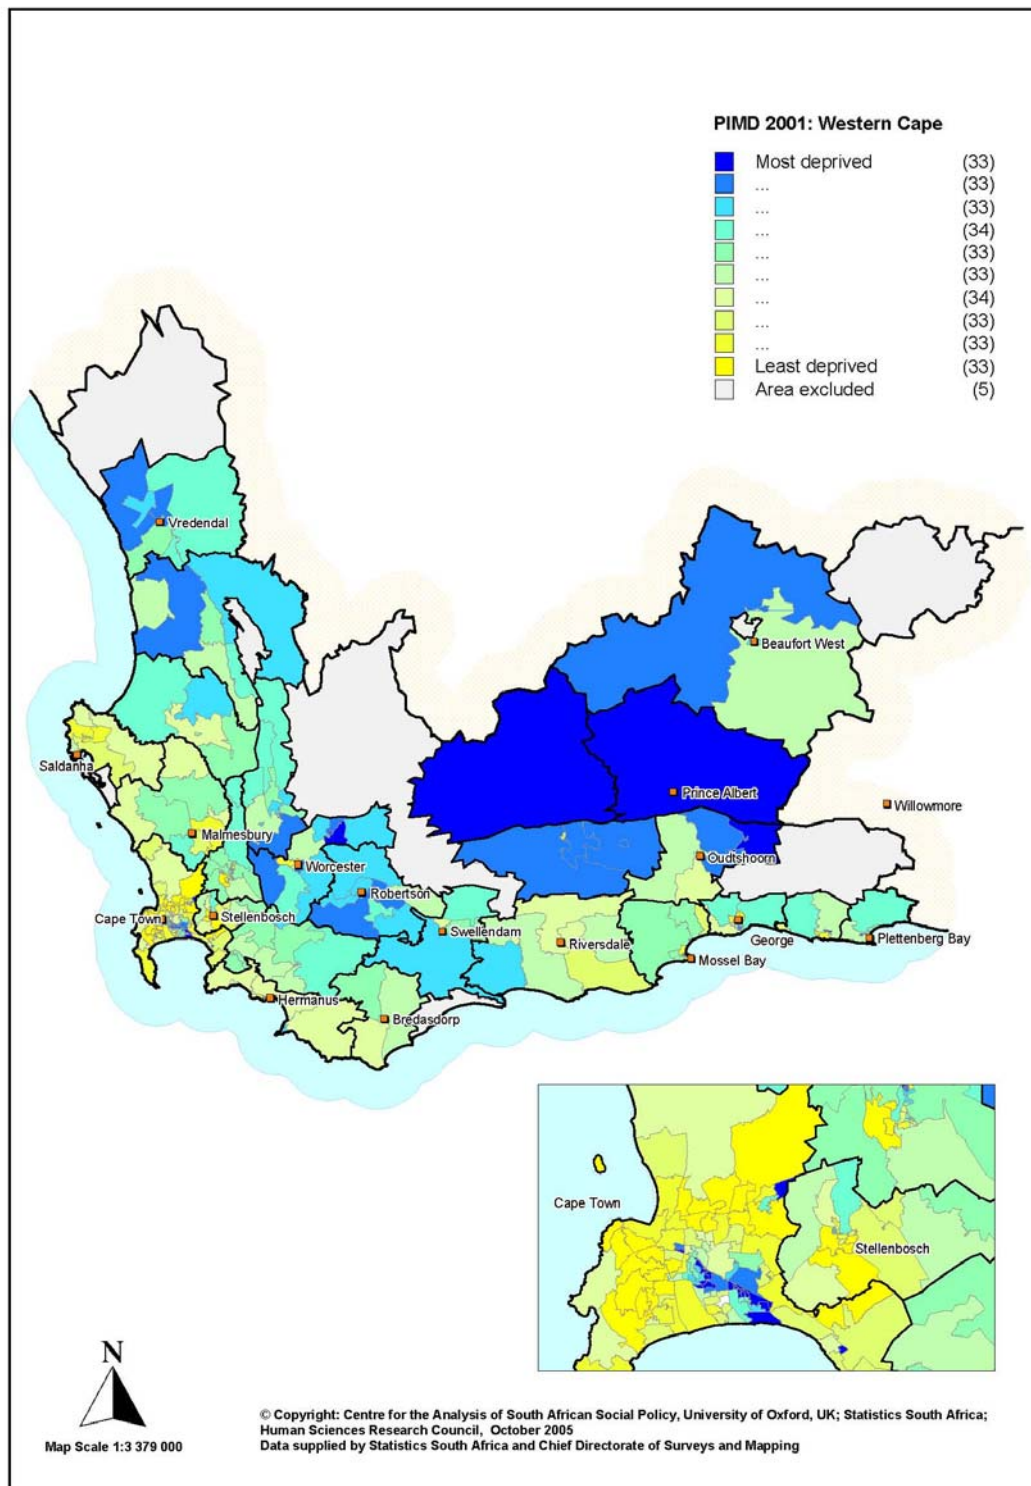 PIMD 2001: Western Cape
Most deprived (33)
... (33)
... (33)
... (34)
... (33)
... (33)
... (34)
... (33)
... (33)
Least deprived (33)
Area excluded (5)
Vredendal
Beaufort West
Saldanha
Prince Albert
Willowmore
Malmesbury
Oudtshoorn
Worcester
Robertson
Cape Town
Stellenbosch
Swellendam
Riversdale
George
Plettenberg Bay
Mossel Bay
Hermanus
Bredasdorp
Cape Town
Stellenbosch
N
Map Scale 1:3 379 000
© Copyright: Centre for the Analysis of South African Social Policy, University of Oxford, UK; Statistics South Africa;
Human Sciences Research Council, October 2005
Data supplied by Statistics South Africa and Chief Directorate of Surveys and Mapping